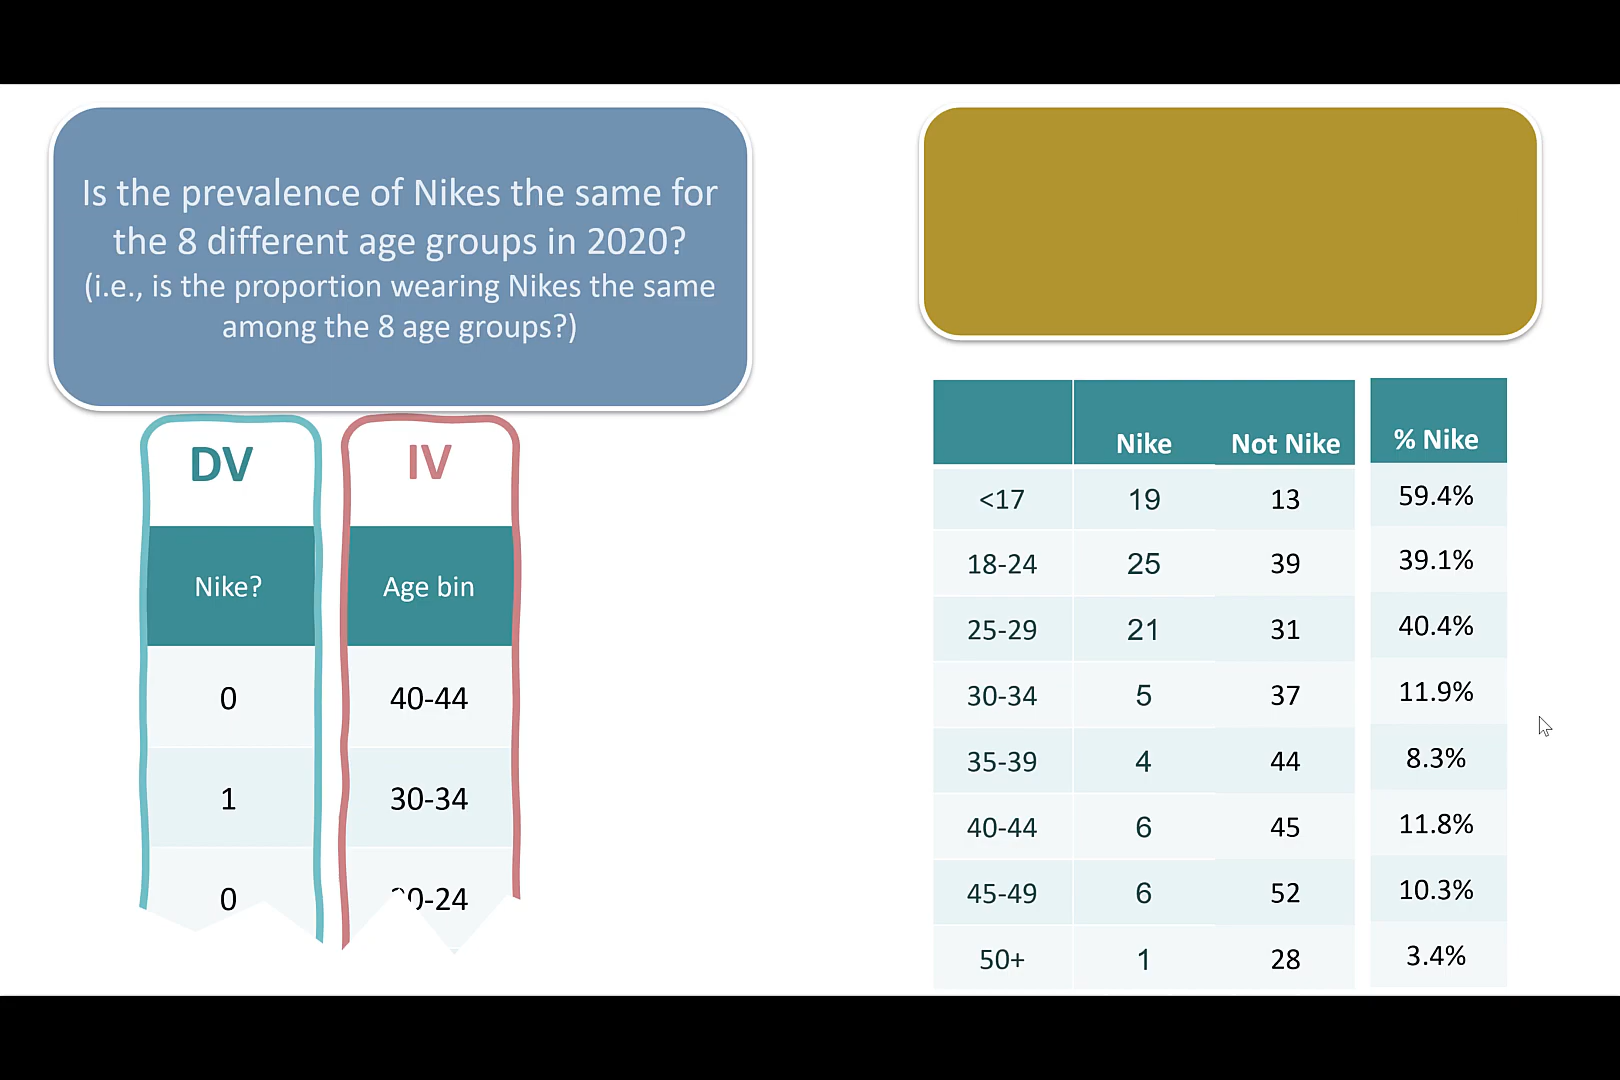 Is the prevalence of Nikes the same for
the 8 different age groups in 2020?
(i.e., is the proportion wearing Nikes the same
among the 8 age groups?)
DV IV
Nike? Age bin
0 40-44
1 30-34
0 0-24
Nike Not Nike % Nike
<17 19 13 59.4%
18-24 25 39 39.1%
25-29 21 31 40.4%
30-34 5 37 11.9%
35-39 4 44 8.3%
40-44 6 45 11.8%
45-49 6 52 10.3%
50+ 1 28 3.4%